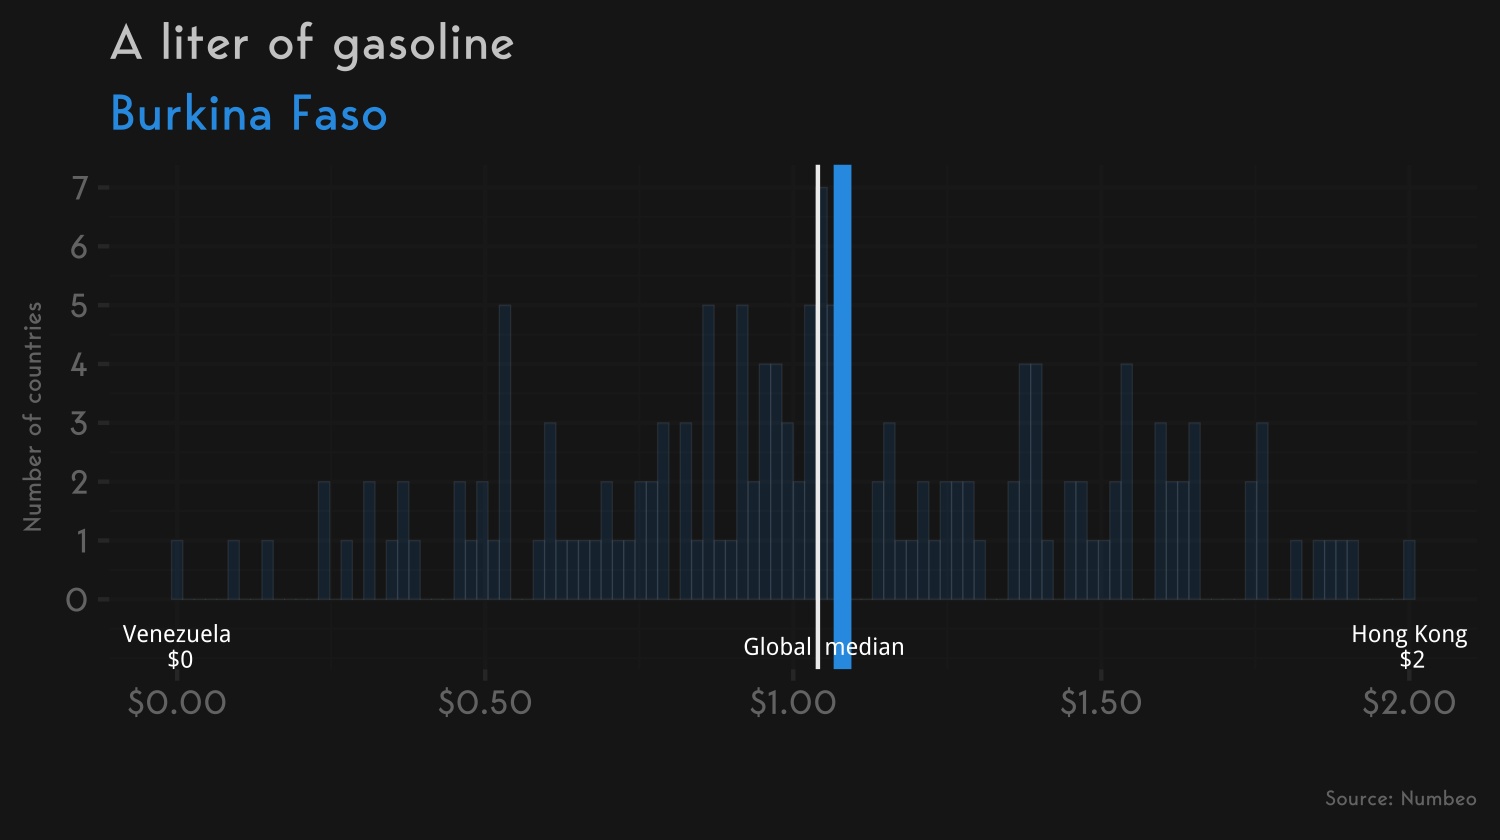 A liter of gasoline
Burkina Faso
Number of countries
7
6
5
4
3
2
1
0
Venezuela
$0
Global median
Hong Kong
$2
$0.00
$0.50
$1.00
$1.50
$2.00
Source: Numbeo